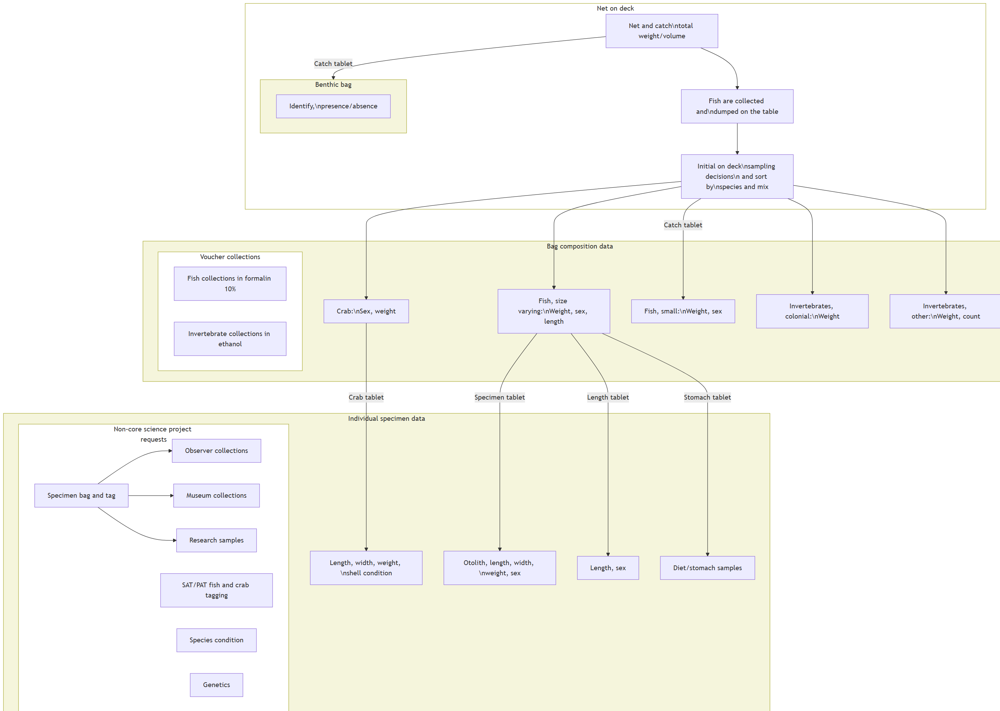 Net on deck
Net and catch\ntotal
weight/volume
Catch tablet
Benthic bag
Identify,\npresence/absence
Fish are collected
and\ndumped on the table
Initial on deck\nsampling
decisions\n and sort
by\nspecies and mix
Catch tablet
Bag composition data
Voucher collections
Fish collections in formalin
10%
Invertebrate collections in
ethanol
Crab:\nSex, weight
Fish, size
varying:\nWeight, sex,
length
Fish, small:\nWeight, sex
Invertebrates,
colonial:\nWeight
Invertebrates,
other:\nWeight, count
Crab tablet
Specimen tablet
Length tablet
Stomach tablet
Individual specimen data
Non-core science project
requests
Observer collections
Specimen bag and tag
Museum collections
Research samples
Length, width, weight,
\nshell condition
Otolith, length, width,
\nweight, sex
Length, sex
Diet/stomach samples
SAT/PAT fish and crab
tagging
Species condition
Genetics